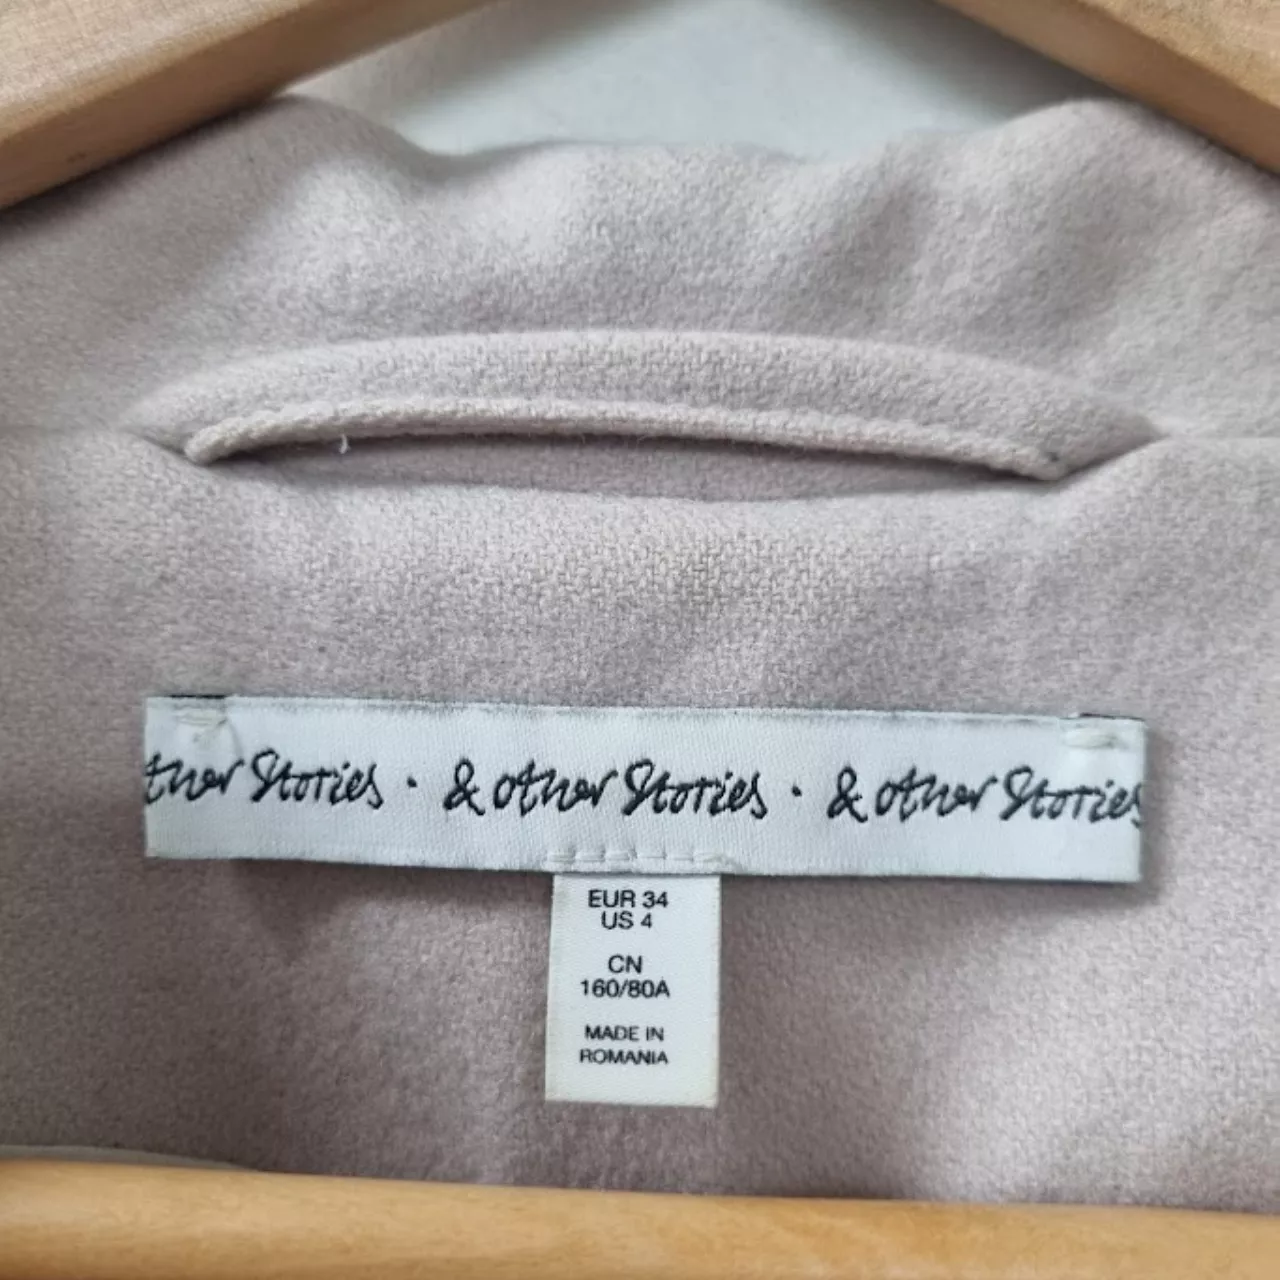 ther Stories · & other Stories · & other Stories
EUR 34
US 4
CN
160/80A
MADE IN
ROMANIA